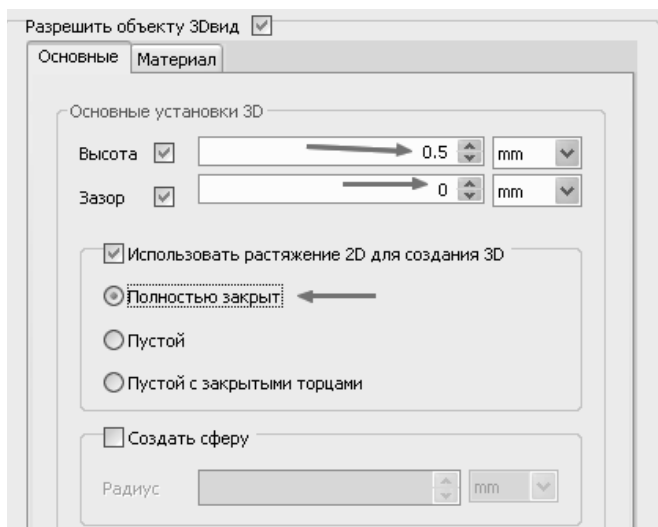 Разрешить объекту 3Dвид
Основные Материал
Основные установки 3D
Высота 0.5 mm
Зазор 0 mm
Использовать растяжение 2D для создания 3D
Полностью закрыт
Пустой
Пустой с закрытыми торцами
Создать сферу
Радиус mm